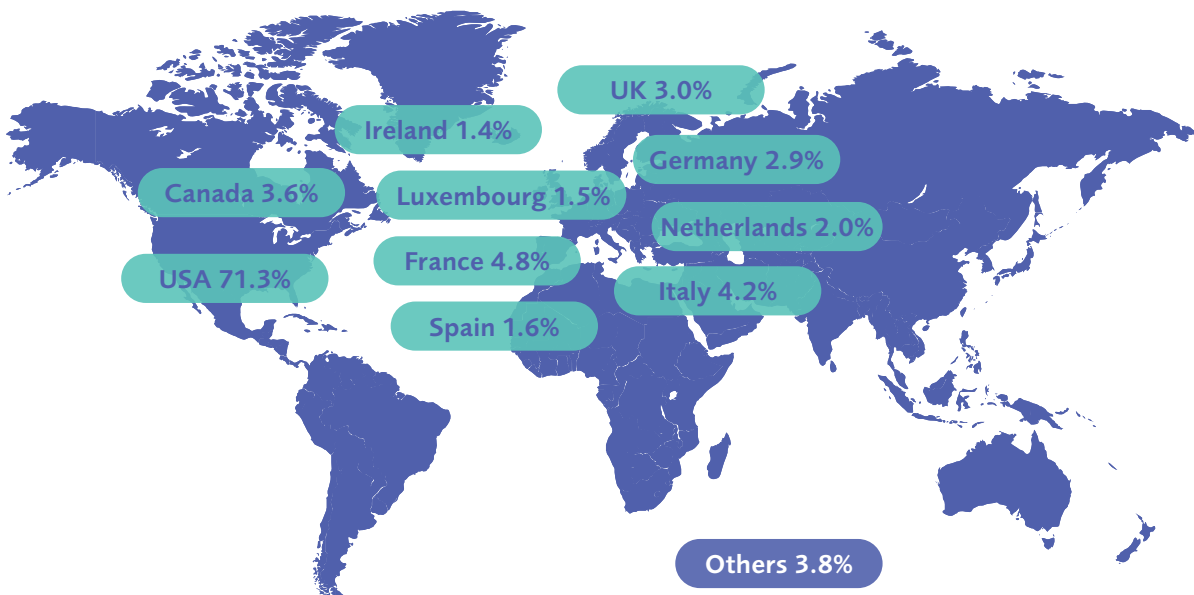 UK 3.0%
Ireland 1.4%
Germany 2.9%
Canada 3.6%
Luxembourg 1.5%
Netherlands 2.0%
France 4.8%
USA 71.3%
Italy 4.2%
Spain 1.6%
Others 3.8%